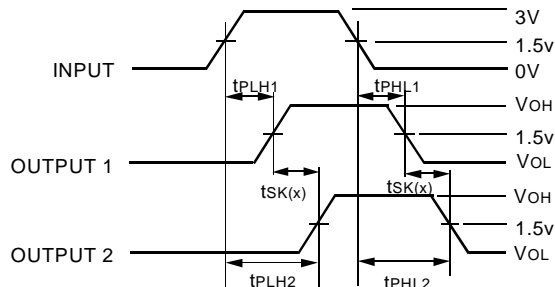 3V
1.5v
INPUT
0V
tPLH1
tPHL1
VOH
1.5v
OUTPUT 1
VOL
tSK(x)
tSK(x)
VOH
1.5v
OUTPUT 2
VOL
tPLH2
tPHL2